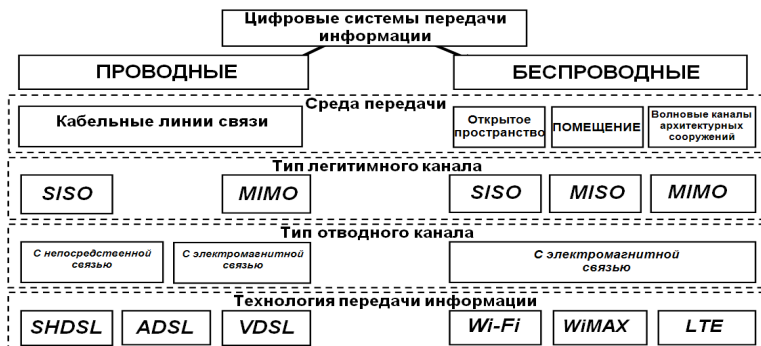 Цифровые системы передачи
информации
ПРОВОДНЫЕ
БЕСПРОВОДНЫЕ
Среда передачи
Кабельные линии связи
Открытое
пространство
ПОМЕЩЕНИЕ
Волновые каналы
архитектурных
сооружений
Тип легитимного канала
SISO
MIMO
SISO
MISO
MIMO
Тип отводного канала
С непосредственной
связью
С электромагнитной
связью
С электромагнитной
связью
Технология передачи информации
SHDSL
ADSL
VDSL
Wi-Fi
WiMAX
LTE